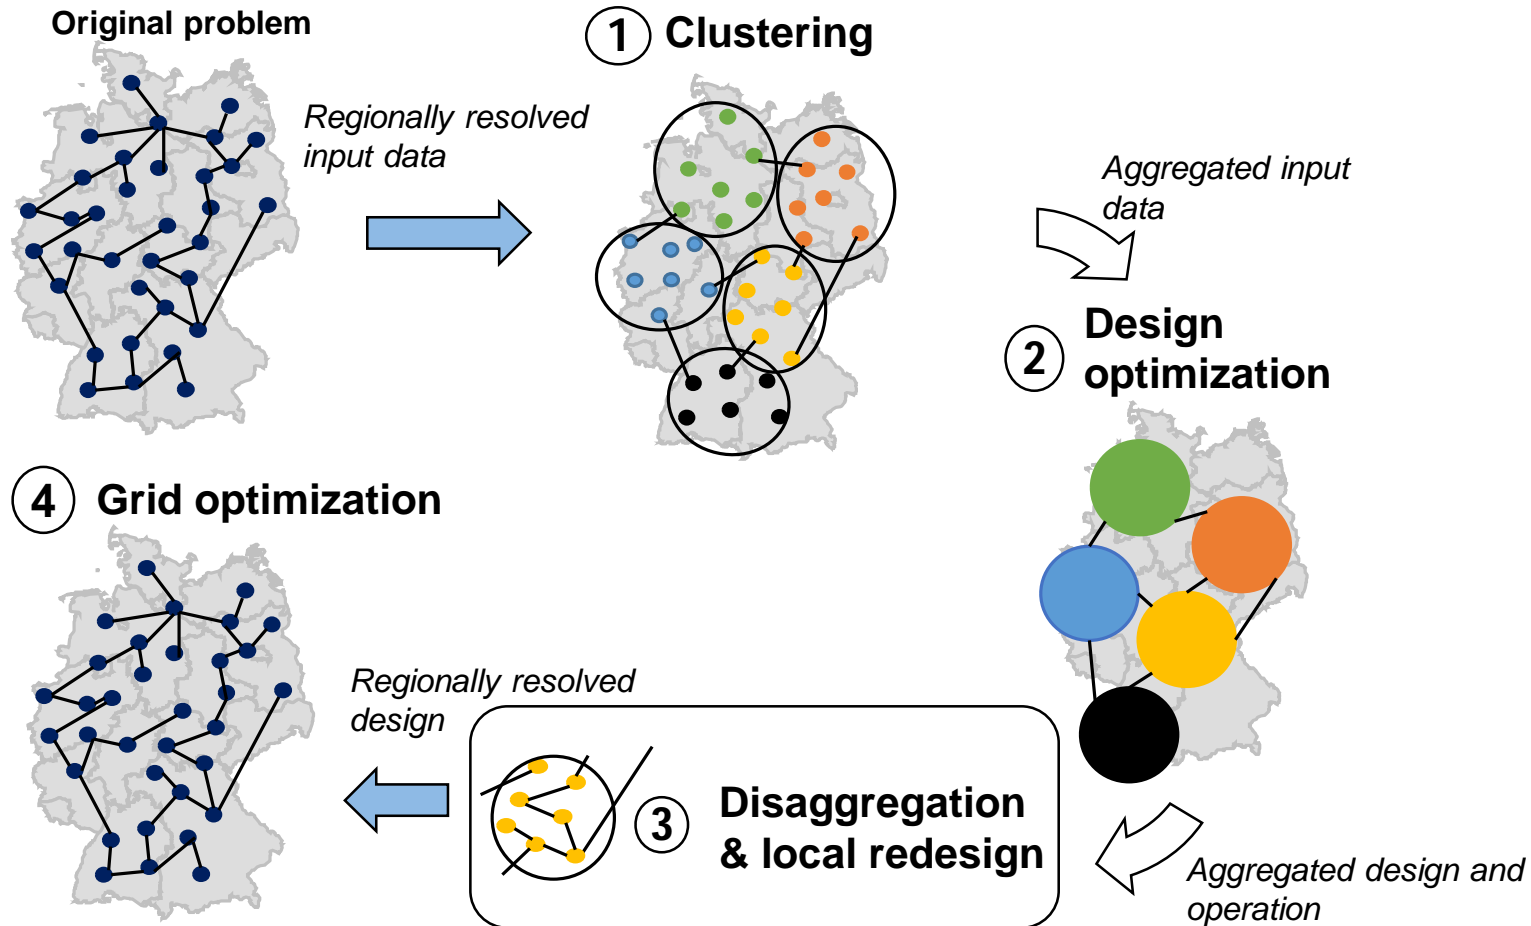 Original problem
Regionally resolved
input data
1 Clustering
Aggregated input
data
2 Design
optimization
Aggregated design and
operation
3 Disaggregation
& local redesign
Regionally resolved
design
4 Grid optimization